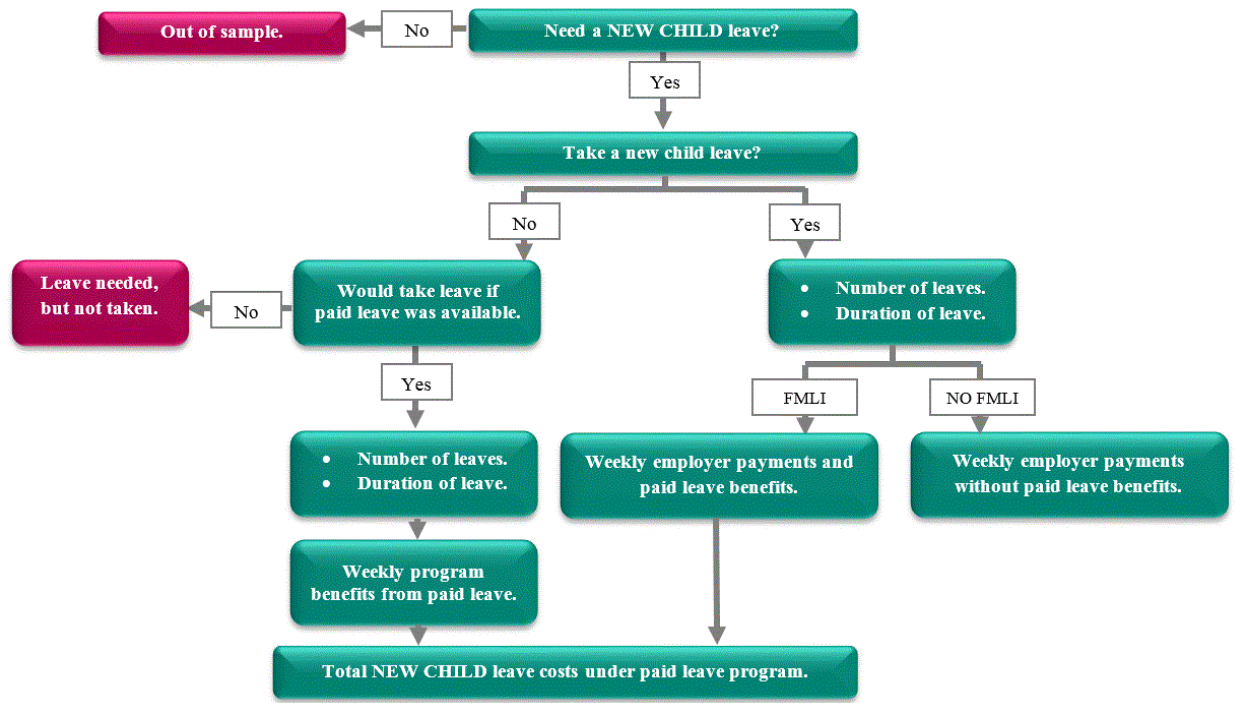 Need a NEW CHILD leave?
No
Out of sample.
Yes
Take a new child leave?
No
Yes
Leave needed,
but not taken.
No
Would take leave if
paid leave was available.
• Number of leaves.
• Duration of leave.
Yes
FMLI
NO FMLI
• Number of leaves.
• Duration of leave.
Weekly employer payments and
paid leave benefits.
Weekly employer payments
without paid leave benefits.
Weekly program
benefits from paid leave.
Total NEW CHILD leave costs under paid leave program.